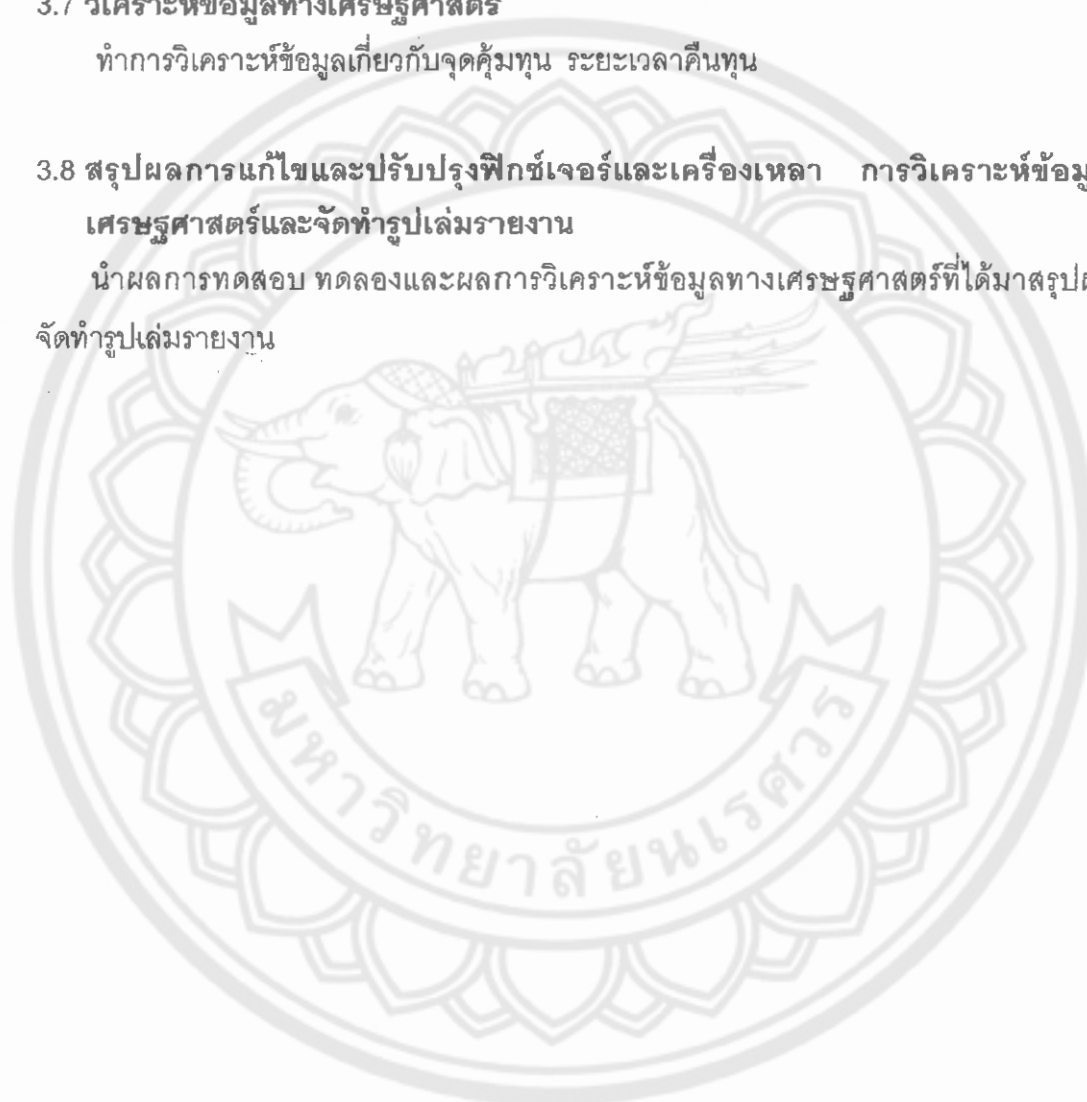 3.7 วิเคราะห์ข้อมูลทางเศรษฐศาสตร์
ทำการวิเคราะห์ข้อมูลเกี่ยวกับจุดคุ้มทุน ระยะเวลาคืนทุน
3.8 สรุปผลการแก้ไขและปรับปรุงฟิกซ์เจอร์และเครื่องเหลา การวิเคราะห์ข้อมู
เศรษฐศาสตร์และจัดทำรูปเล่มรายงาน
นำผลการทดสอบ ทดลองและผลการวิเคราะห์ข้อมูลทางเศรษฐศาสตร์ที่ได้มาสรุป
จัดทำรูปเล่มรายงาน
มหาวิทยาลัยนเรศวร